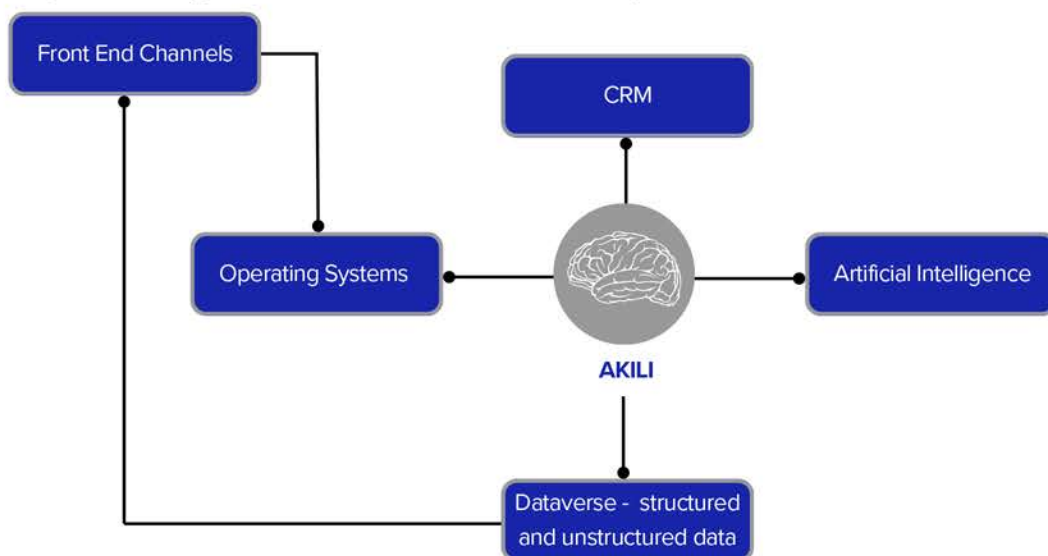 Front End Channels
CRM
Operating Systems
Artificial Intelligence
AKILI
Dataverse - structured
and unstructured data